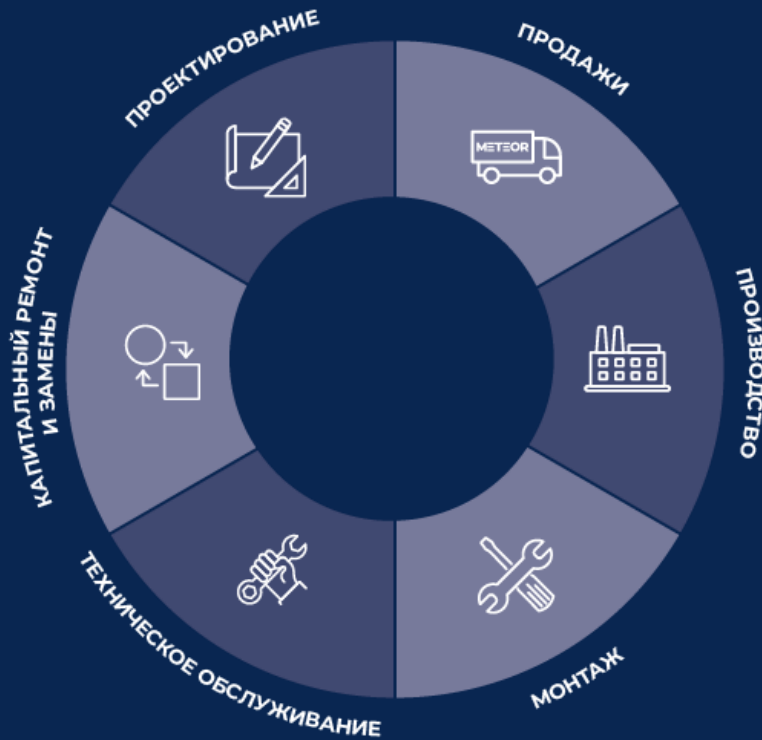 ПРОЕКТИРОВАНИЕ
ПРОДАЖИ
METEOR
ПРОИЗВОДСТВО
МОНТАЖ
ТЕХНИЧЕСКОЕ ОБСЛУЖИВАНИЕ
КАПИТАЛЬНЫЙ РЕМОНТ
И ЗАМЕНЫ